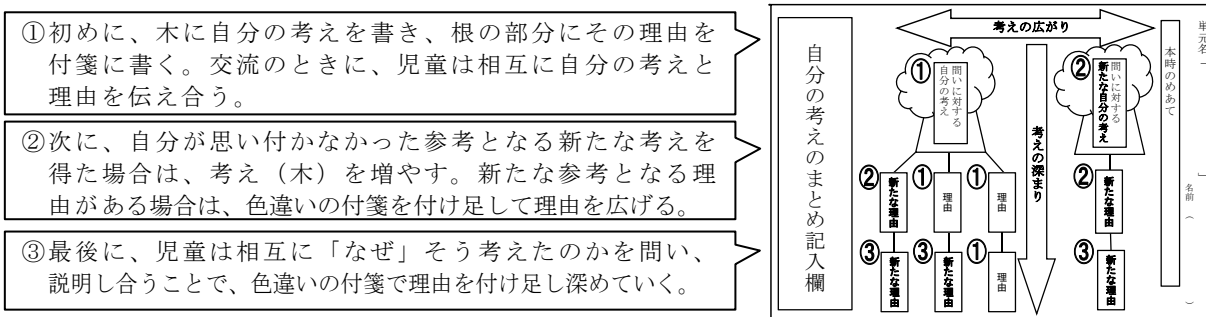 ①初めに、木に自分の考えを書き、根の部分にその理由を
付箋に書く。交流のときに、児童は相互に自分の考えと
理由を伝え合う。
②次に、自分が思い付かなかった参考となる新たな考えを
得た場合は、考え（木）を増やす。新たな参考となる理
由がある場合は、色違いの付箋を付け足して理由を広げる。
③最後に、児童は相互に「なぜ」そう考えたのかを問い、
説明し合うことで、色違いの付箋で理由を付け足し深めていく。
単元名「　」
名前（　）
本時のめあて
考えの広がり
②
問いに対する
新たな自分の考え
②
新たな理由
③
新たな理由
考えの深まり
①
問いに対する
自分の考え
①
理由
①
理由
①
理由
③
新たな理由
②
新たな理由
③
新たな理由
自分の考えのまとめ記入欄